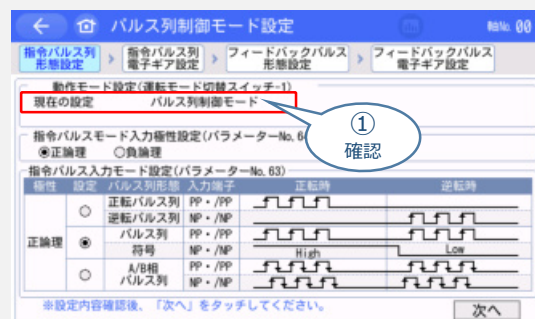 パルス列制御モード設定
軸No. 00
指令パルス列
形態設定
指令パルス列
電子ギア設定
フィードバックパルス
形態設定
フィードバックパルス
電子ギア設定
動作モード設定(運転モード切替スイッチ-1)
現在の設定 パルス列制御モード
①
確認
指令パルスモード入力極性設定(パラメーターNo. 6
正論理 負論理
指令パルス入力モード設定(パラメーターNo. 63)
極性 設定 パルス列形態 入力端子 正転時 逆転時
正転パルス列 PP・/PP
逆転パルス列 NP・/NP
正論理
パルス列 PP・/PP
符号 NP・/NP High Low
A/B相
パルス列
PP・/PP
NP・/NP
※設定内容確認後、「次へ」をタッチしてください。
次へ